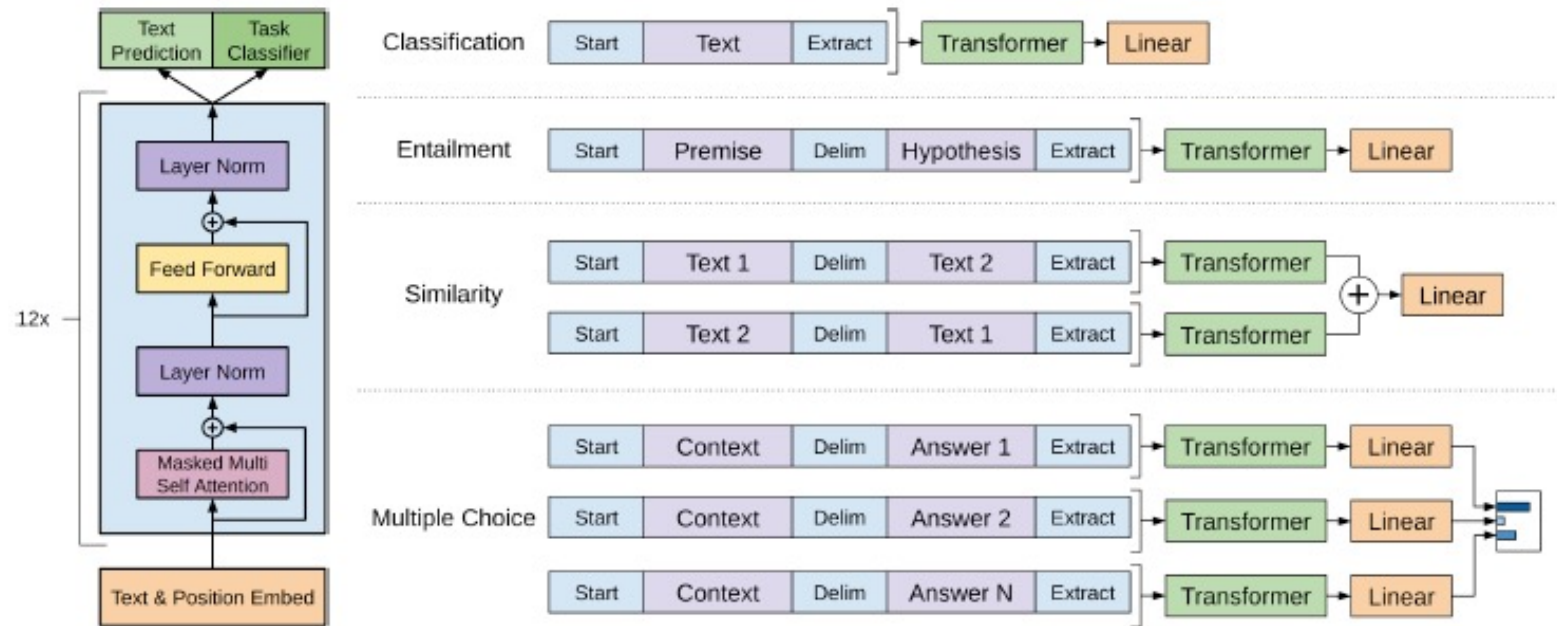 Text
Prediction
Task
Classifier
12x
Layer Norm
Feed Forward
Layer Norm
Masked Multi
Self Attention
Text & Position Embed
Classification Start Text Extract Transformer Linear
Entailment Start Premise Delim Hypothesis Extract Transformer Linear
Similarity
Start Text 1 Delim Text 2 Extract Transformer
Start Text 2 Delim Text 1 Extract Transformer
Linear
Multiple Choice
Start Context Delim Answer 1 Extract Transformer Linear
Start Context Delim Answer 2 Extract Transformer Linear
Start Context Delim Answer N Extract Transformer Linear